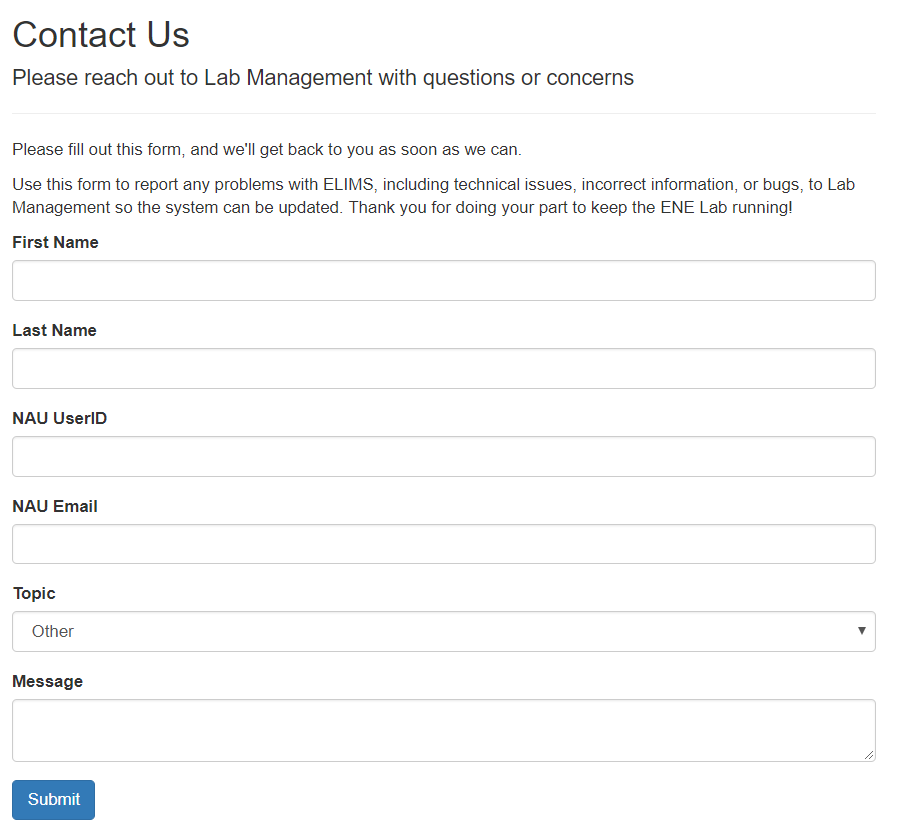 Contact Us
Please reach out to Lab Management with questions or concerns
Please fill out this form, and we'll get back to you as soon as we can.
Use this form to report any problems with ELIMS, including technical issues, incorrect information, or bugs, to Lab
Management so the system can be updated. Thank you for doing your part to keep the ENE Lab running!
First Name
Last Name
NAU UserID
NAU Email
Topic
Other
Message
Submit